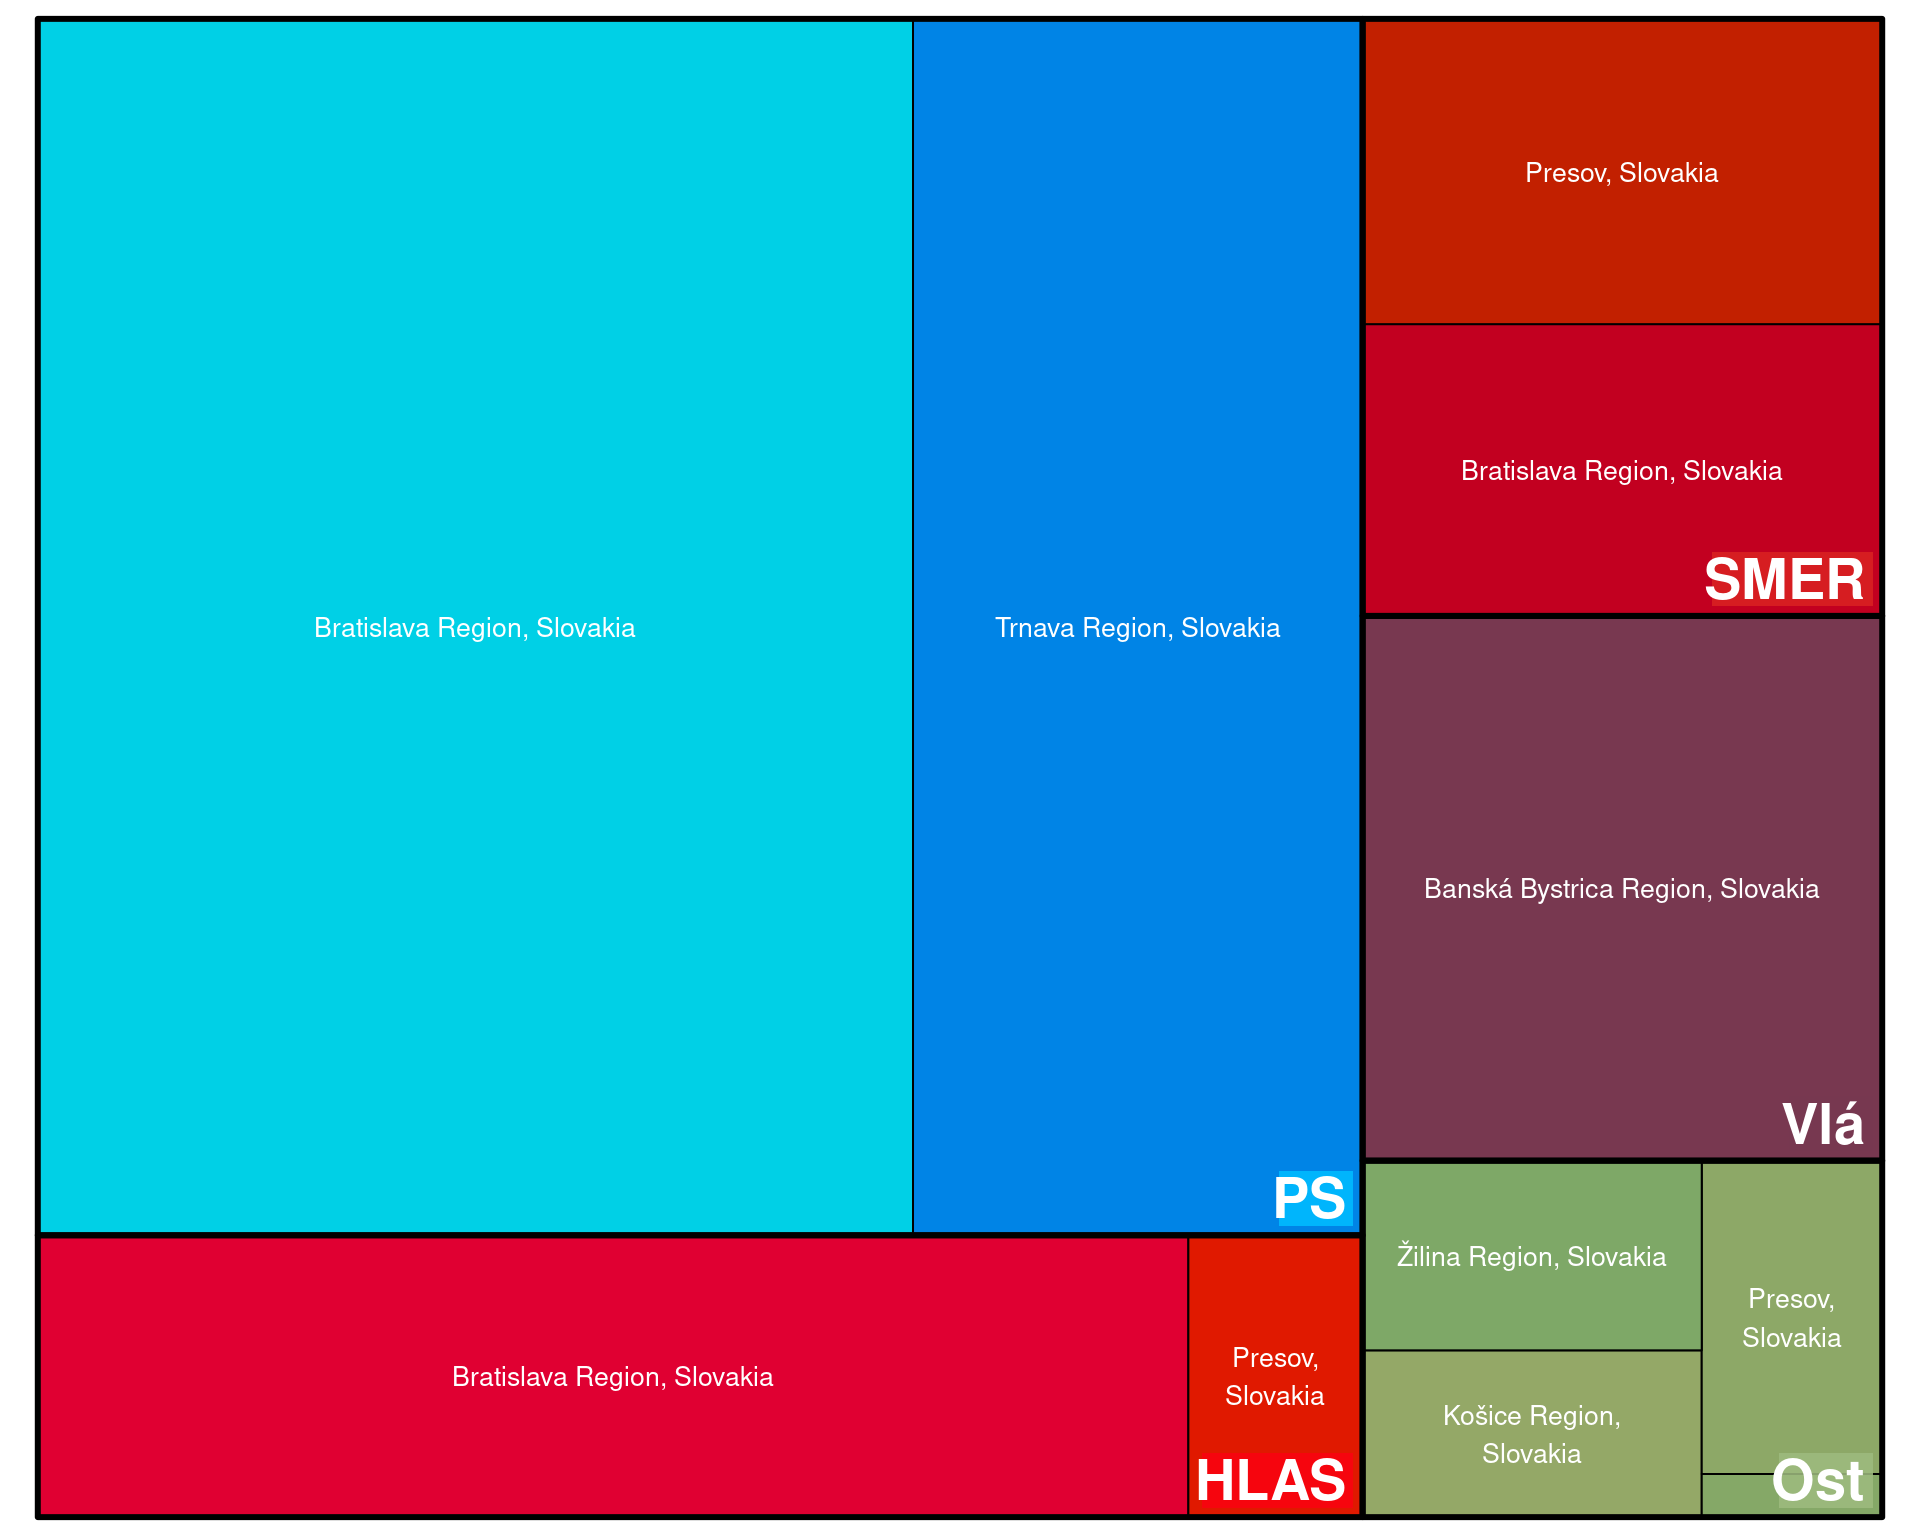 Bratislava Region, Slovakia
Trnava Region, Slovakia
PS
Bratislava Region, Slovakia
Presov,
Slovakia
HLAS
Presov, Slovakia
Bratislava Region, Slovakia
SMER
Banská Bystrica Region, Slovakia
Vlá
Žilina Region, Slovakia
Košice Region,
Slovakia
Presov,
Slovakia
Ost